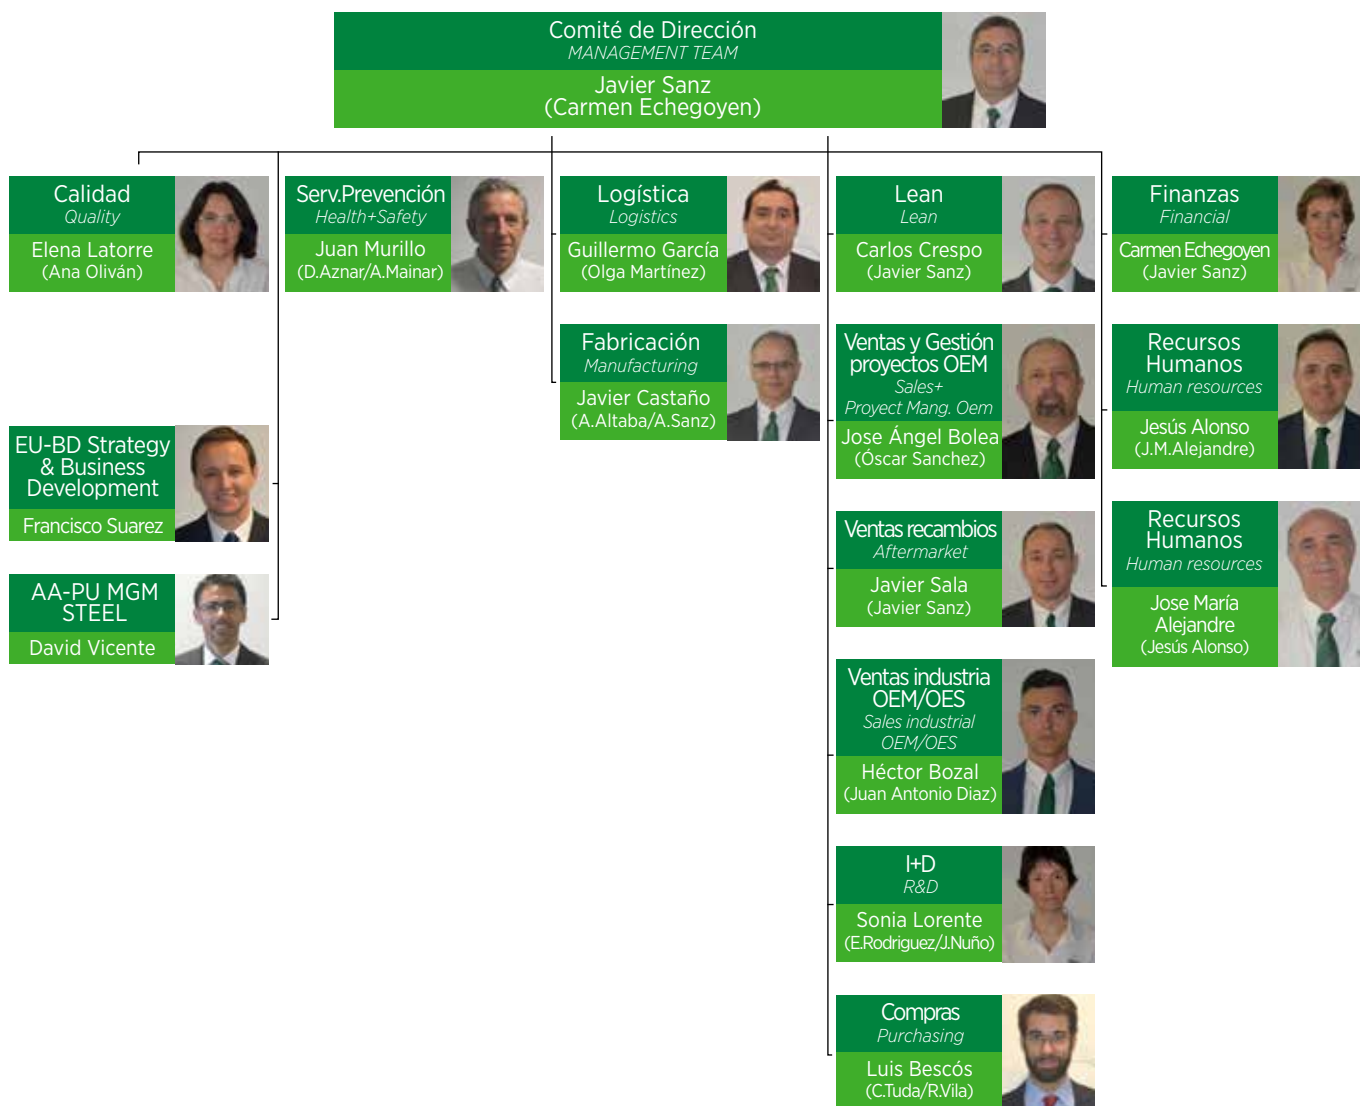 Comité de Dirección
MANAGEMENT TEAM
Javier Sanz
(Carmen Echegoyen)
Calidad
Quality
Elena Latorre
(Ana Oliván)
Serv.Prevención
Health+Safety
Juan Murillo
(D.Aznar/A.Mainar)
Logística
Logistics
Guillermo García
(Olga Martínez)
Lean
Lean
Carlos Crespo
(Javier Sanz)
Finanzas
Financial
Carmen Echegoyen
(Javier Sanz)
Fabricación
Manufacturing
Javier Castaño
(A.Altaba/A.Sanz)
Ventas y Gestión
proyectos OEM
Sales+
Proyect Mang. Oem
Jose Ángel Bolea
(Óscar Sanchez)
Recursos
Humanos
Human resources
Jesús Alonso
(J.M.Alejandre)
EU-BD Strategy
& Business
Development
Francisco Suarez
Ventas recambios
Aftermarket
Javier Sala
(Javier Sanz)
Recursos
Humanos
Human resources
Jose María
Alejandre
(Jesús Alonso)
AA-PU MGM
STEEL
David Vicente
Ventas industria
OEM/OES
Sales industrial
OEM/OES
Héctor Bozal
(Juan Antonio Diaz)
I+D
R&D
Sonia Lorente
(E.Rodriguez/J.Nuño)
Compras
Purchasing
Luis Bescós
(C.Tuda/R.Vila)